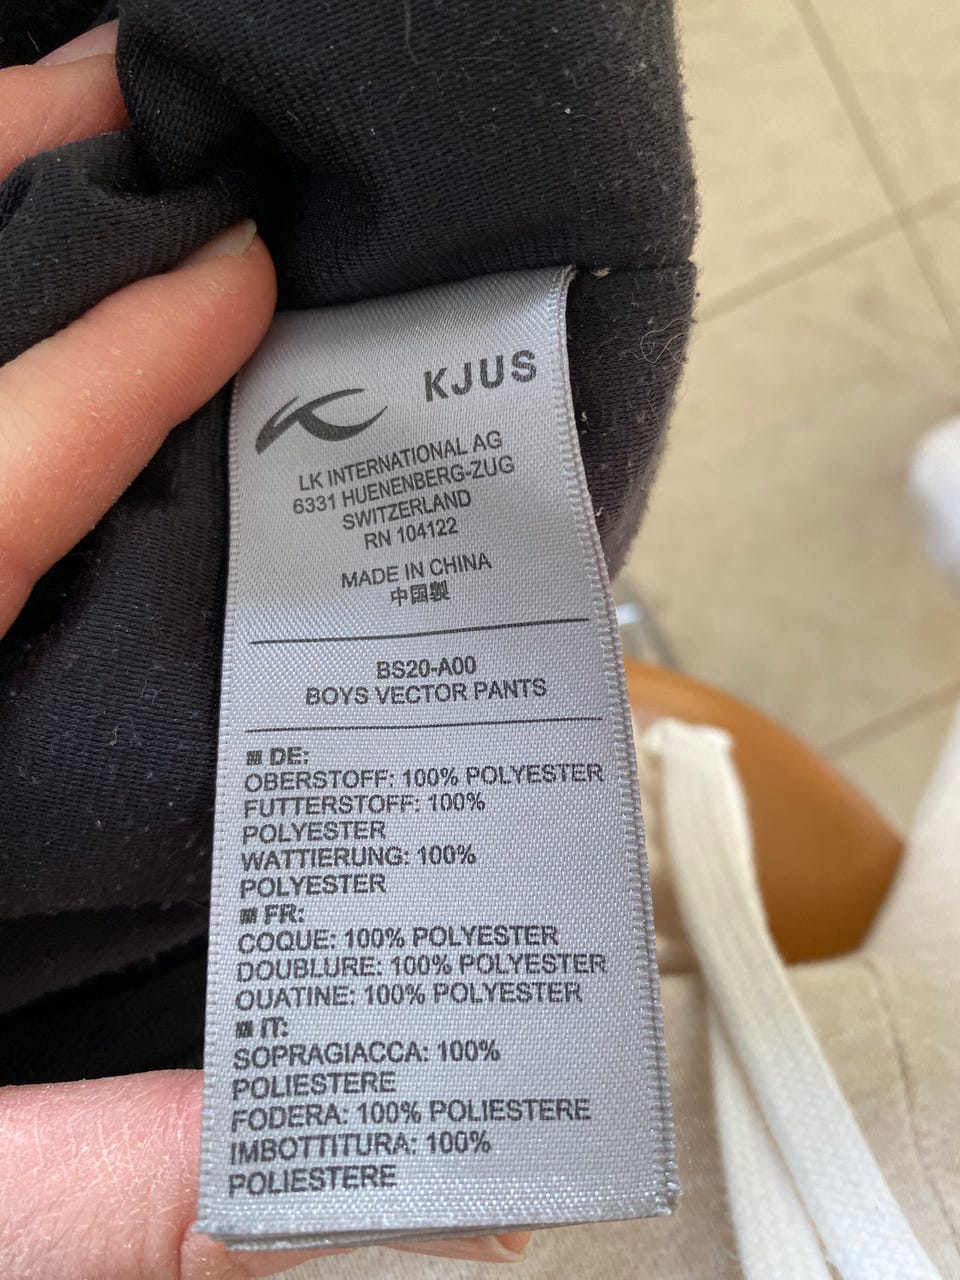 KJUS
LK INTERNATIONAL AG
6331 HUENENBERG-ZUG
SWITZERLAND
RN 104122
MADE IN CHINA
中国製
BS20-A00
BOYS VECTOR PANTS
DE:
OBERSTOFF: 100% POLYESTER
FUTTERSTOFF: 100%
POLYESTER
WATTIERUNG: 100%
POLYESTER
FR:
COQUE: 100% POLYESTER
DOUBLURE: 100% POLYESTER
OUATINE: 100% POLYESTER
IT:
SOPRAGIACCA: 100%
POLIESTERE
FODERA: 100% POLIESTERE
IMBOTTITURA: 100%
POLIESTERE